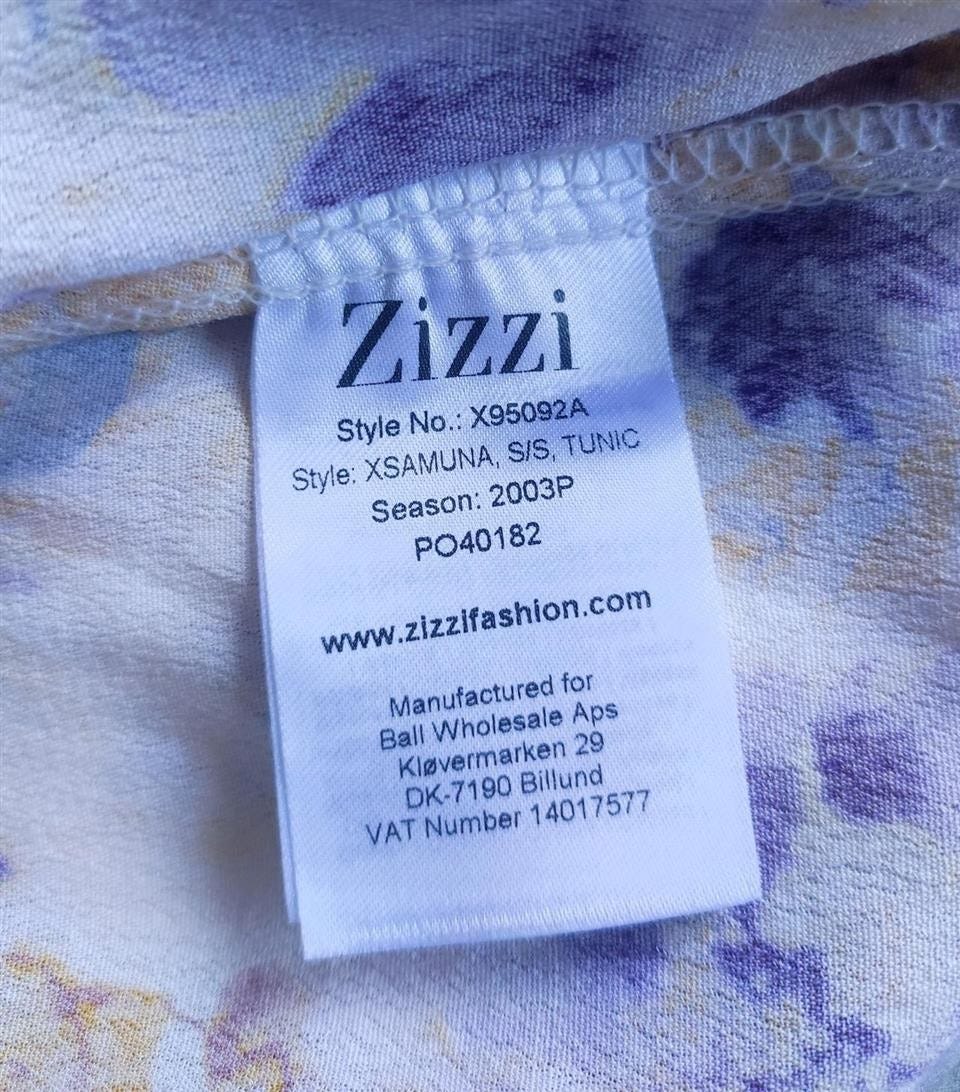 Zizzi
Style No.: X95092A
Style: XSAMUNA, S/S, TUNIC
Season: 2003P
PO40182
www.zizzifashion.com
Manufactured for
Ball Wholesale Aps
Kløvermarken 29
DK-7190 Billund
VAT Number 14017577